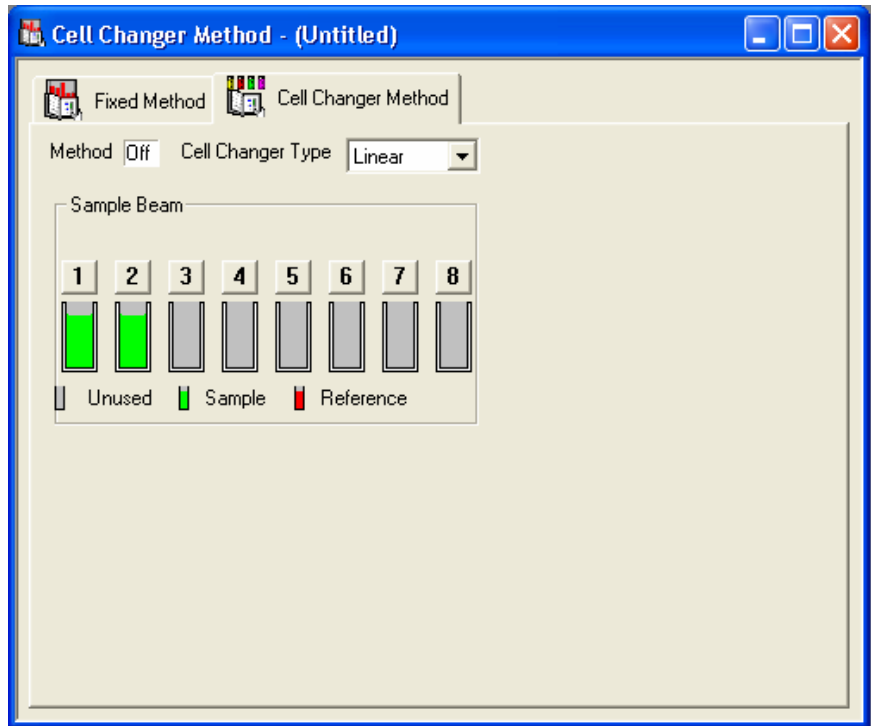 Cell Changer Method - (Untitled)
Fixed Method Cell Changer Method
Method Off Cell Changer Type Linear
Sample Beam
1 2 3 4 5 6 7 8
Unused Sample Reference